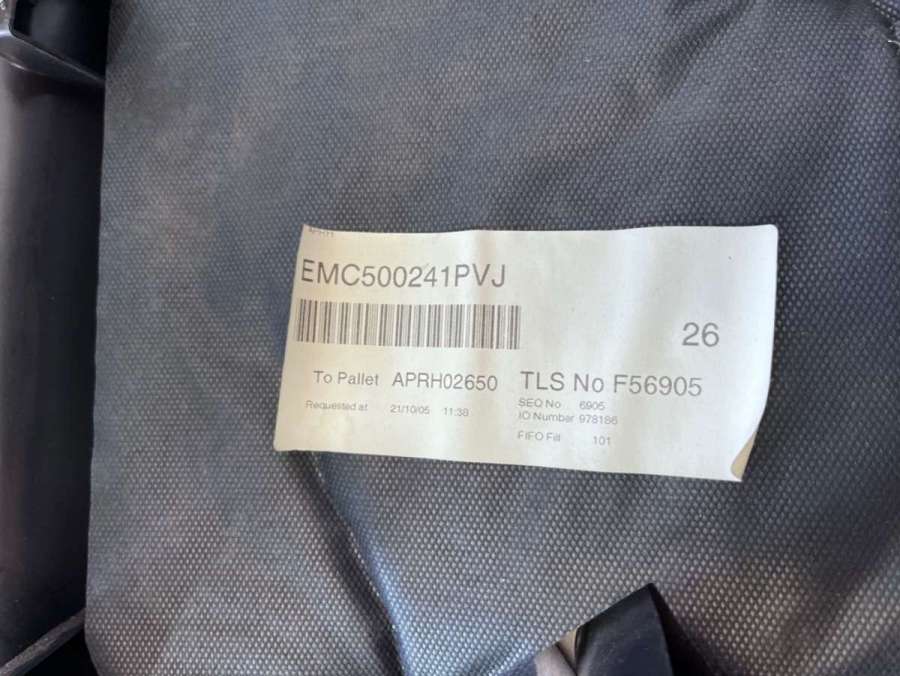 EMC500241PVJ
26
To Pallet APRH02650 TLS No F56905
Requested at 21/10/05 11:38
SEQ No 6905
IO Number 978186
FIFO Fill 101